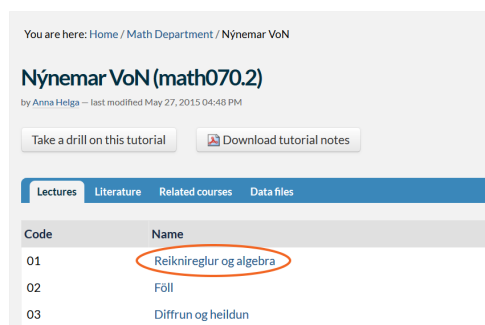 You are here: Home / Math Department / Nýnemar VoN
Nýnemar VoN (math070.2)
by Anna Helga — last modified May 27, 2015 04:48 PM
Take a drill on this tutorial Download tutorial notes
Lectures Literature Related courses Data files
Code Name
01 Reiknireglur og algebra
02 Föll
03 Diffrun og heildun